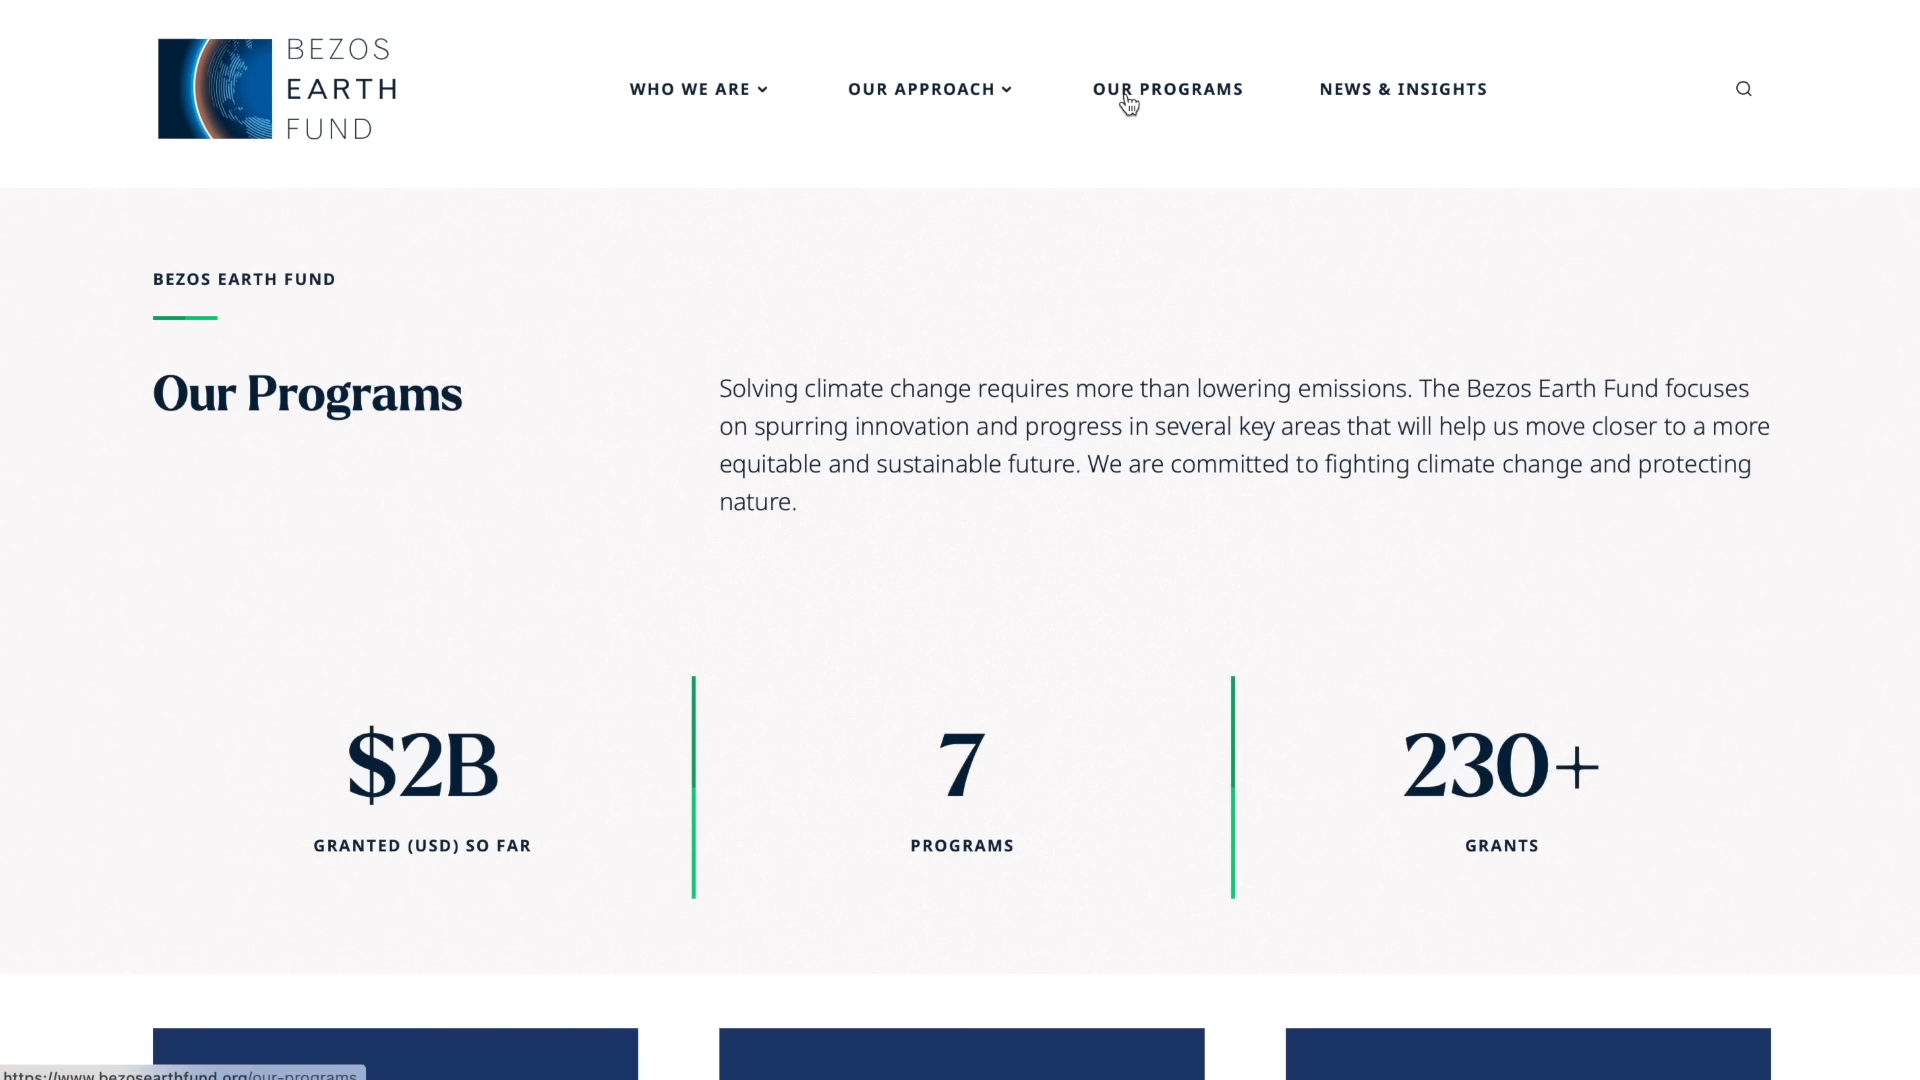 BEZOS
EARTH
FUND
WHO WE ARE
OUR APPROACH
OUR PROGRAMS
NEWS & INSIGHTS
BEZOS EARTH FUND
Our Programs
Solving climate change requires more than lowering emissions. The Bezos Earth Fund focuses
on spurring innovation and progress in several key areas that will help us move closer to a more
equitable and sustainable future. We are committed to fighting climate change and protecting
nature.
$2B
GRANTED (USD) SO FAR
7
PROGRAMS
230+
GRANTS
https://www.bezosearthfund.org/our-programs